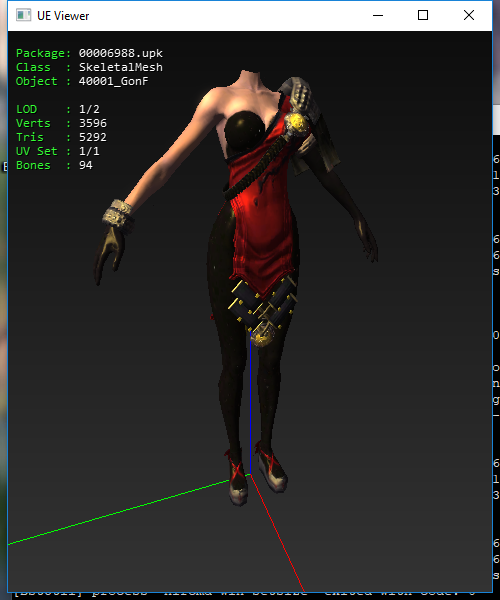 UE Viewer
Package: 00006988.upk
Class : SkeletalMesh
Object : 40001_GonF
LOD : 1/2
Verts : 3596
Tris : 5292
UV Set : 1/1
Bones : 94